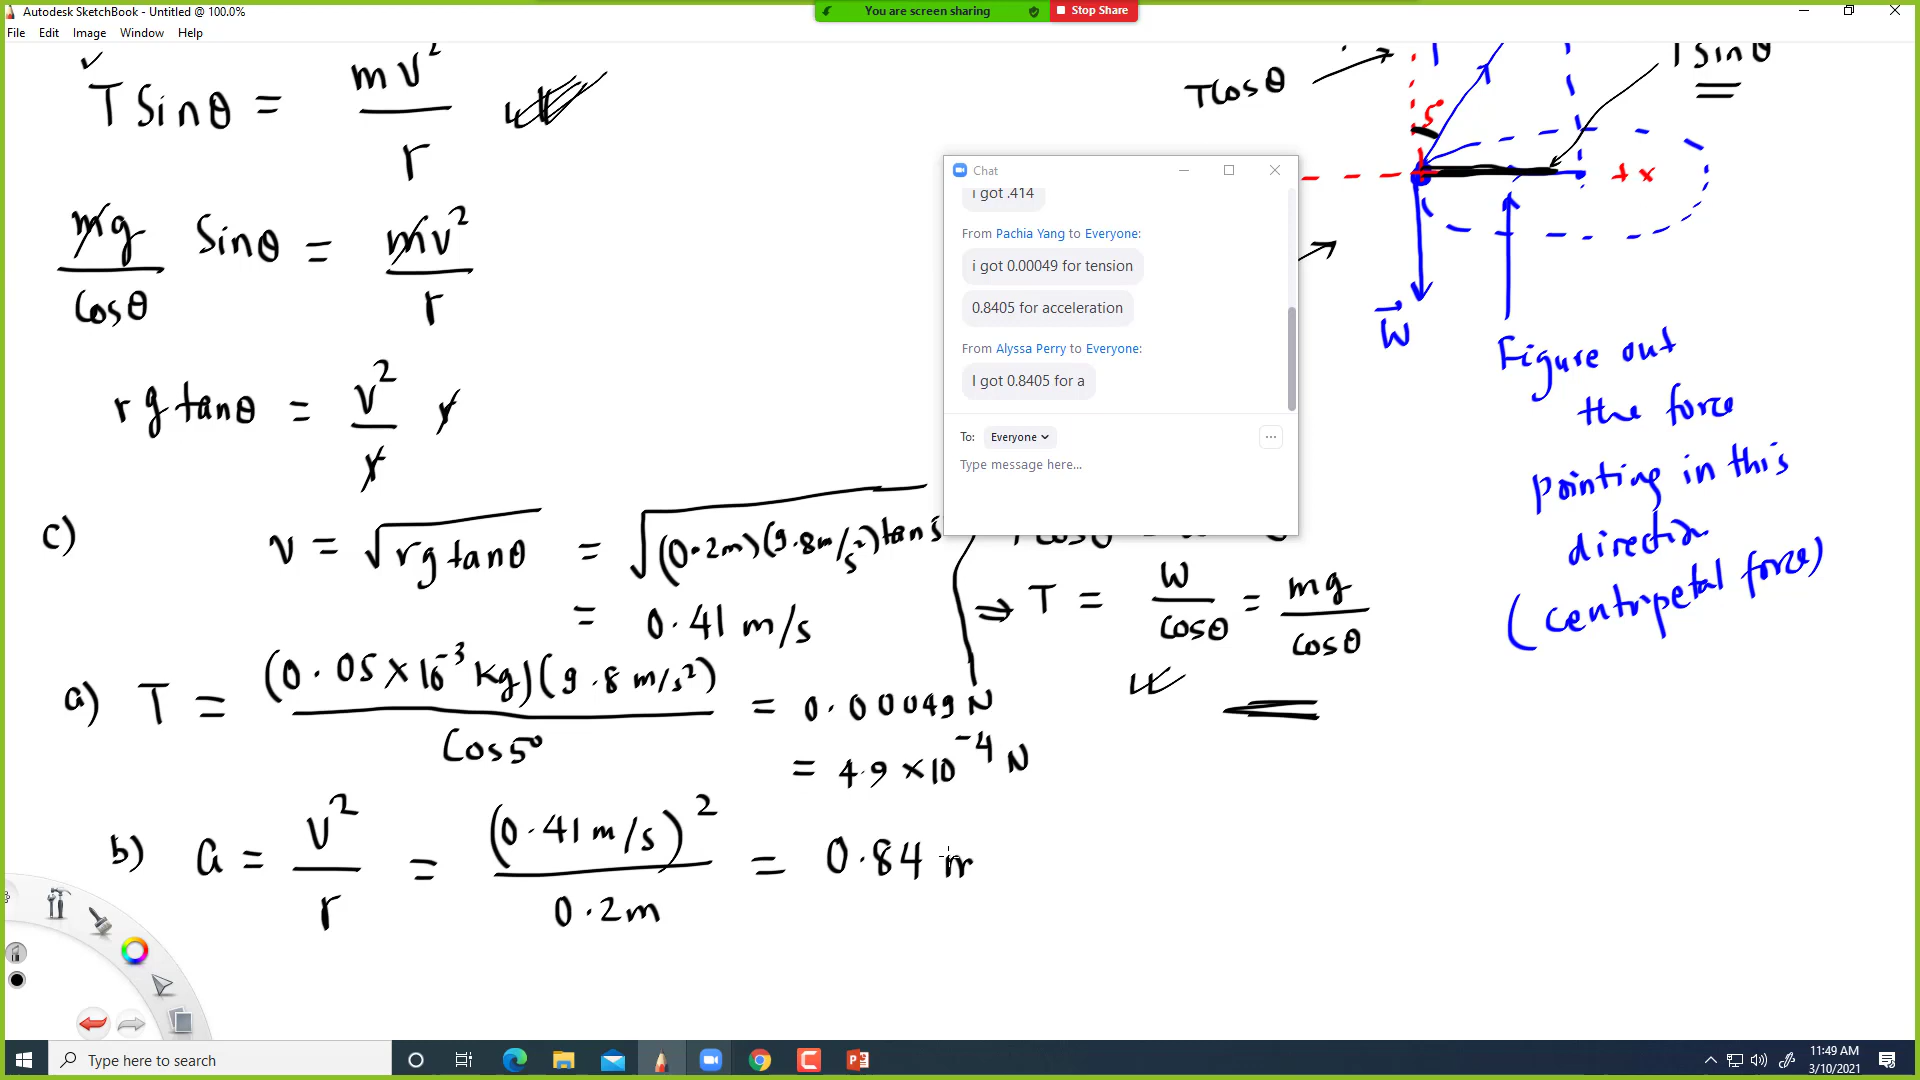 Autodesk SketchBook - Untitled @ 100.0%
You are screen sharing
Stop Share
File Edit Image Window Help
T Sinθ = mv²/r
mg/cosθ Sinθ = mv²/r
rg tanθ = v²/r r
c) v = √rg tanθ = √(0.2m)(9.8m/s²)tan5
= 0.41 m/s
a) T = (0.05×10⁻³ kg)(9.8 m/s²)/Cos5° = 0.00049 N
= 4.9 ×10⁻⁴ N
b) a = v²/r = (0.41 m/s)²/0.2m = 0.84 m
Tcosθ
Tsinθ
5°
+x
W
Chat
i got .414
From Pachia Yang to Everyone:
i got 0.00049 for tension
0.8405 for acceleration
From Alyssa Perry to Everyone:
I got 0.8405 for a
To: Everyone
Type message here...
⇒ T = W/cosθ = mg/cosθ
Figure out
the force
pointing in this
direction
(centripetal force)
Type here to search
11:49 AM
3/10/2021